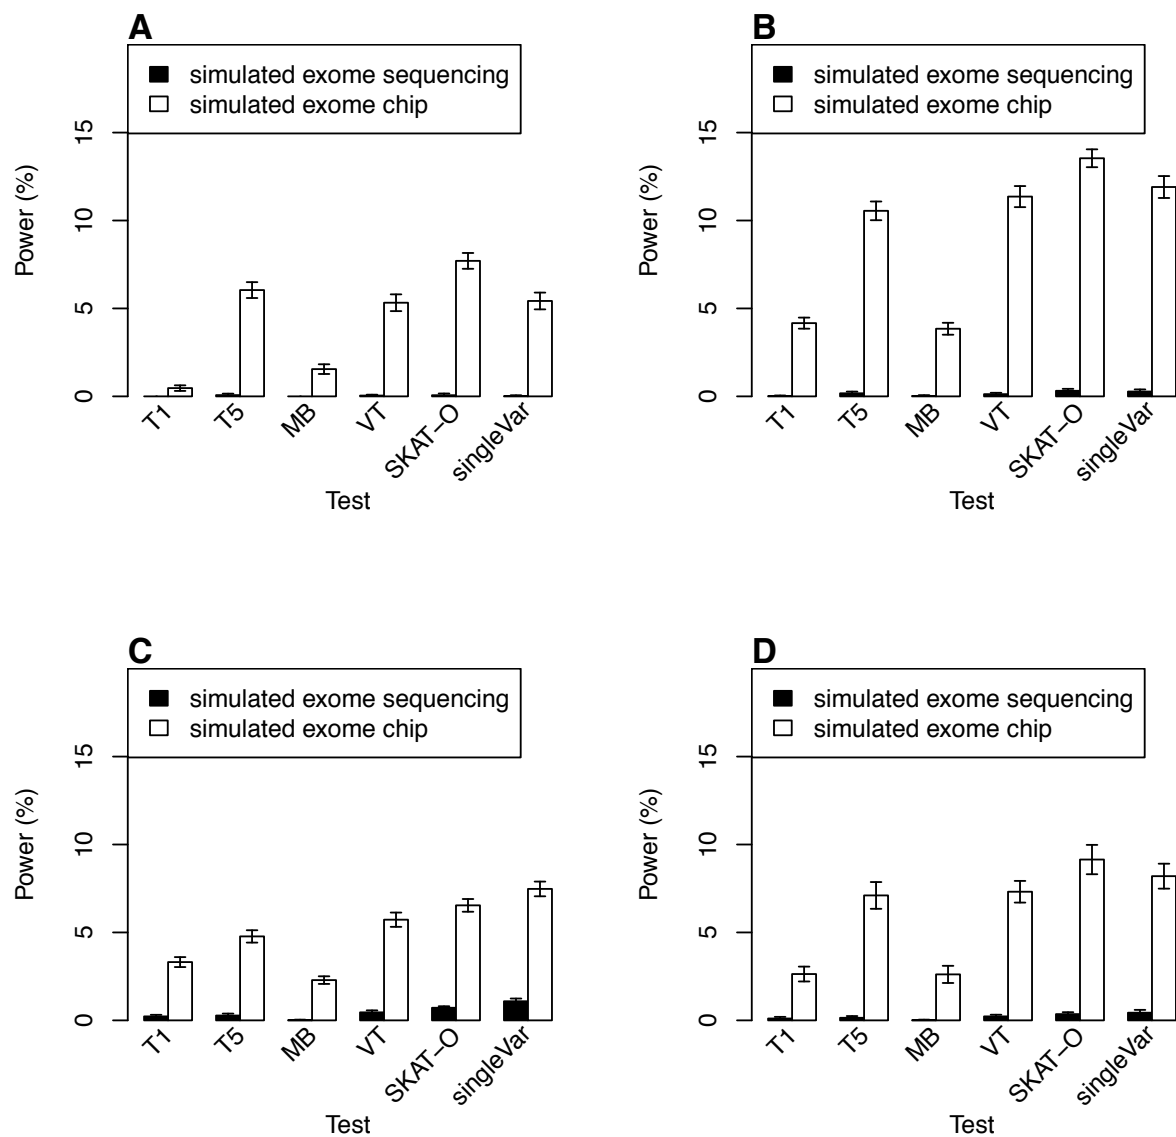 A
simulated exome sequencing
simulated exome chip
Power (%)
15
10
5
0
T1
T5
MB
VT
SKAT−O
singleVar
Test
B
simulated exome sequencing
simulated exome chip
Power (%)
15
10
5
0
T1
T5
MB
VT
SKAT−O
singleVar
Test
C
simulated exome sequencing
simulated exome chip
Power (%)
15
10
5
0
T1
T5
MB
VT
SKAT−O
singleVar
Test
D
simulated exome sequencing
simulated exome chip
Power (%)
15
10
5
0
T1
T5
MB
VT
SKAT−O
singleVar
Test